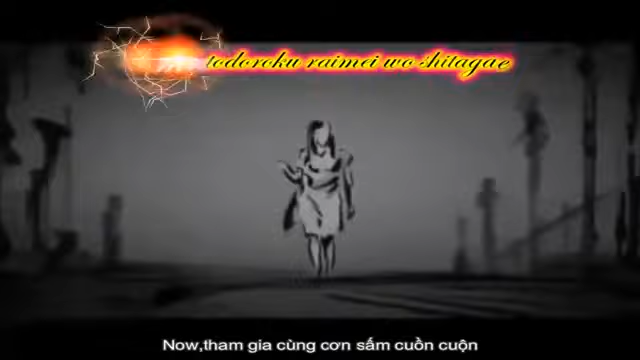 todoroku raimei wo shitagae
Now,tham gia cùng cơn sấm cuồn cuộn